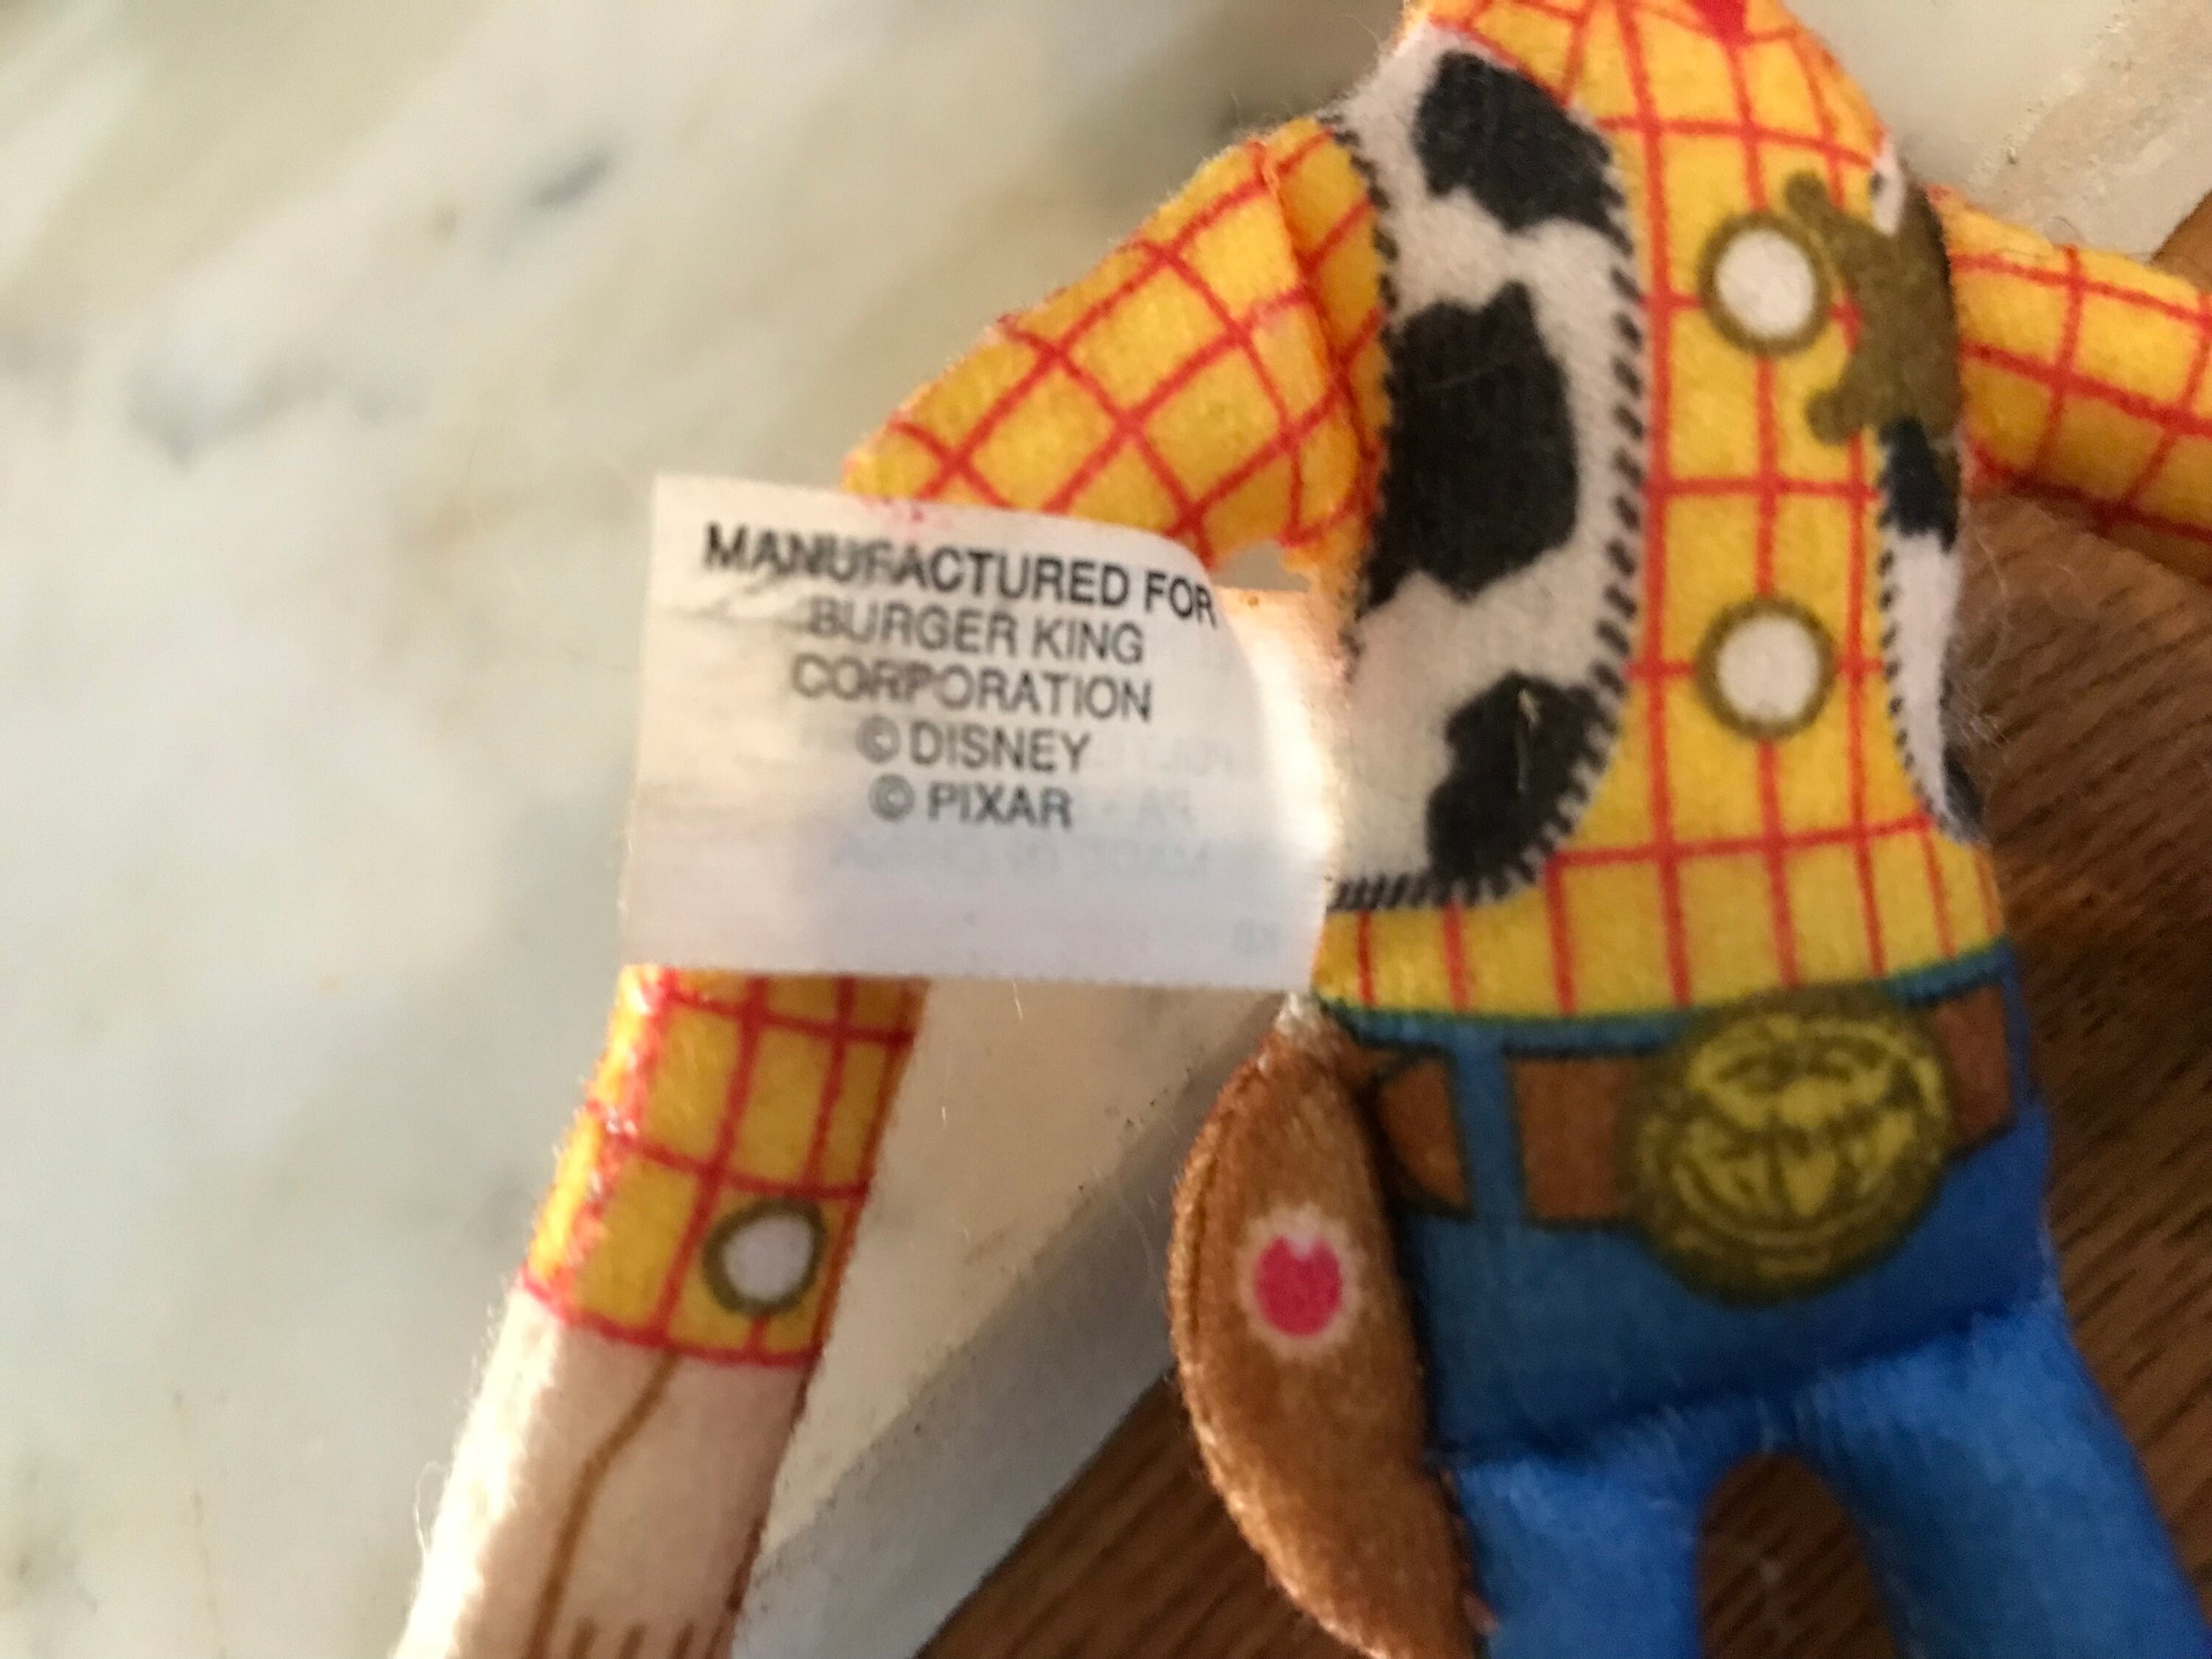 MANUFACTURED FOR
BURGER KING
CORPORATION
© DISNEY
© PIXAR